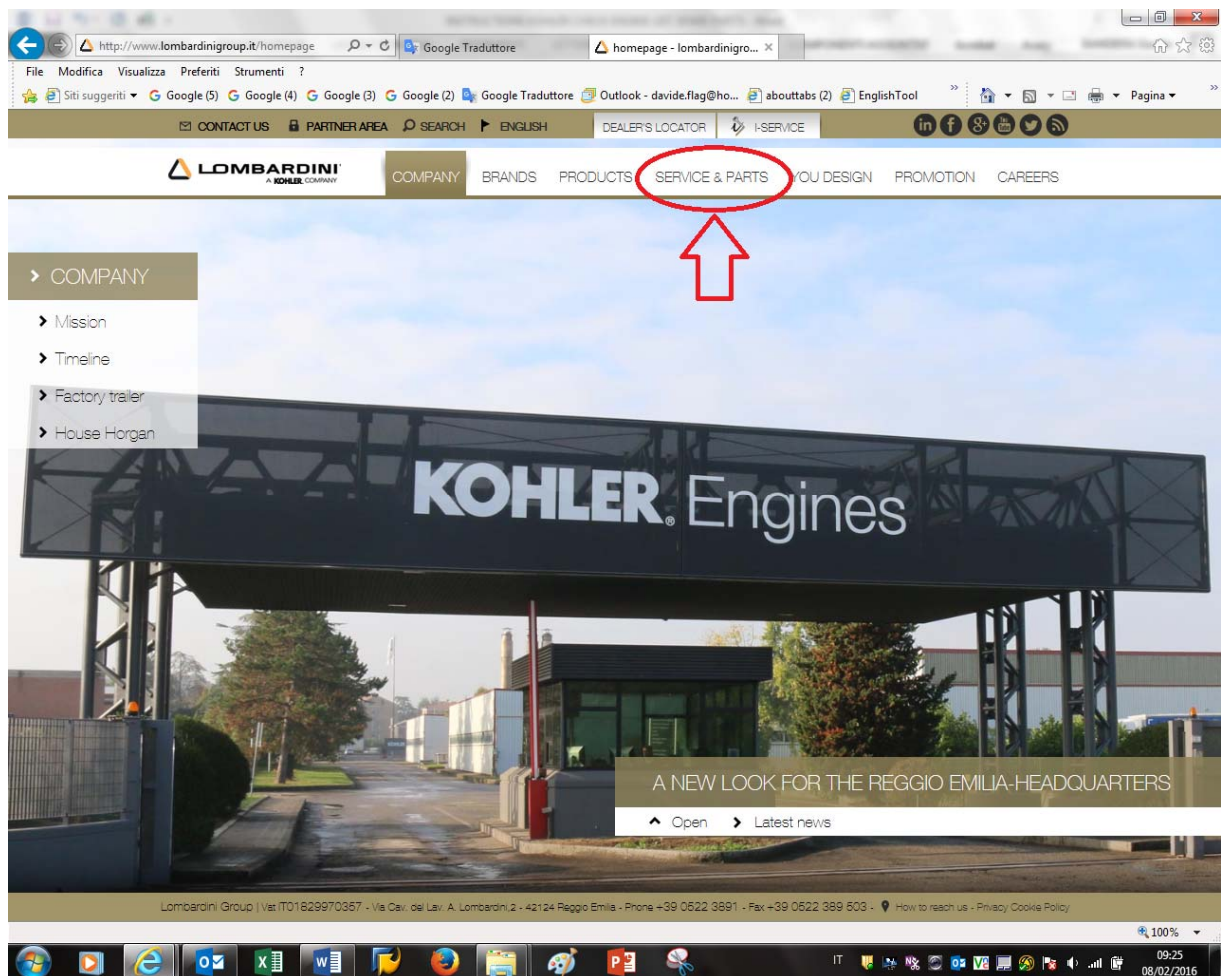 http://www.lombardinigroup.it/homepage
Google Traduttore
homepage - lombardinigro...
File Modifica Visualizza Preferiti Strumenti ?
Siti suggeriti Google (5) Google (4) Google (3) Google (2) Google Traduttore Outlook - davide.flag@ho... abouttabs (2) EnglishTool » Pagina »
CONTACT US PARTNER AREA SEARCH ENGLISH DEALER'S LOCATOR I-SERVICE
LOMBARDINI
A KOHLER COMPANY
COMPANY BRANDS PRODUCTS SERVICE & PARTS YOU DESIGN PROMOTION CAREERS
COMPANY
Mission
Timeline
Factory trailer
House Horgan
KOHLER® Engines
A NEW LOOK FOR THE REGGIO EMILIA-HEADQUARTERS
Open Latest news
Lombardini Group | Vat IT01829970357 - Via Cav. del Lav. A. Lombardini,2 - 42124 Reggio Emilia - Phone +39 0522 3891 - Fax +39 0522 389 503 - How to reach us - Privacy Cookie Policy
100%
IT
09:25
08/02/2016